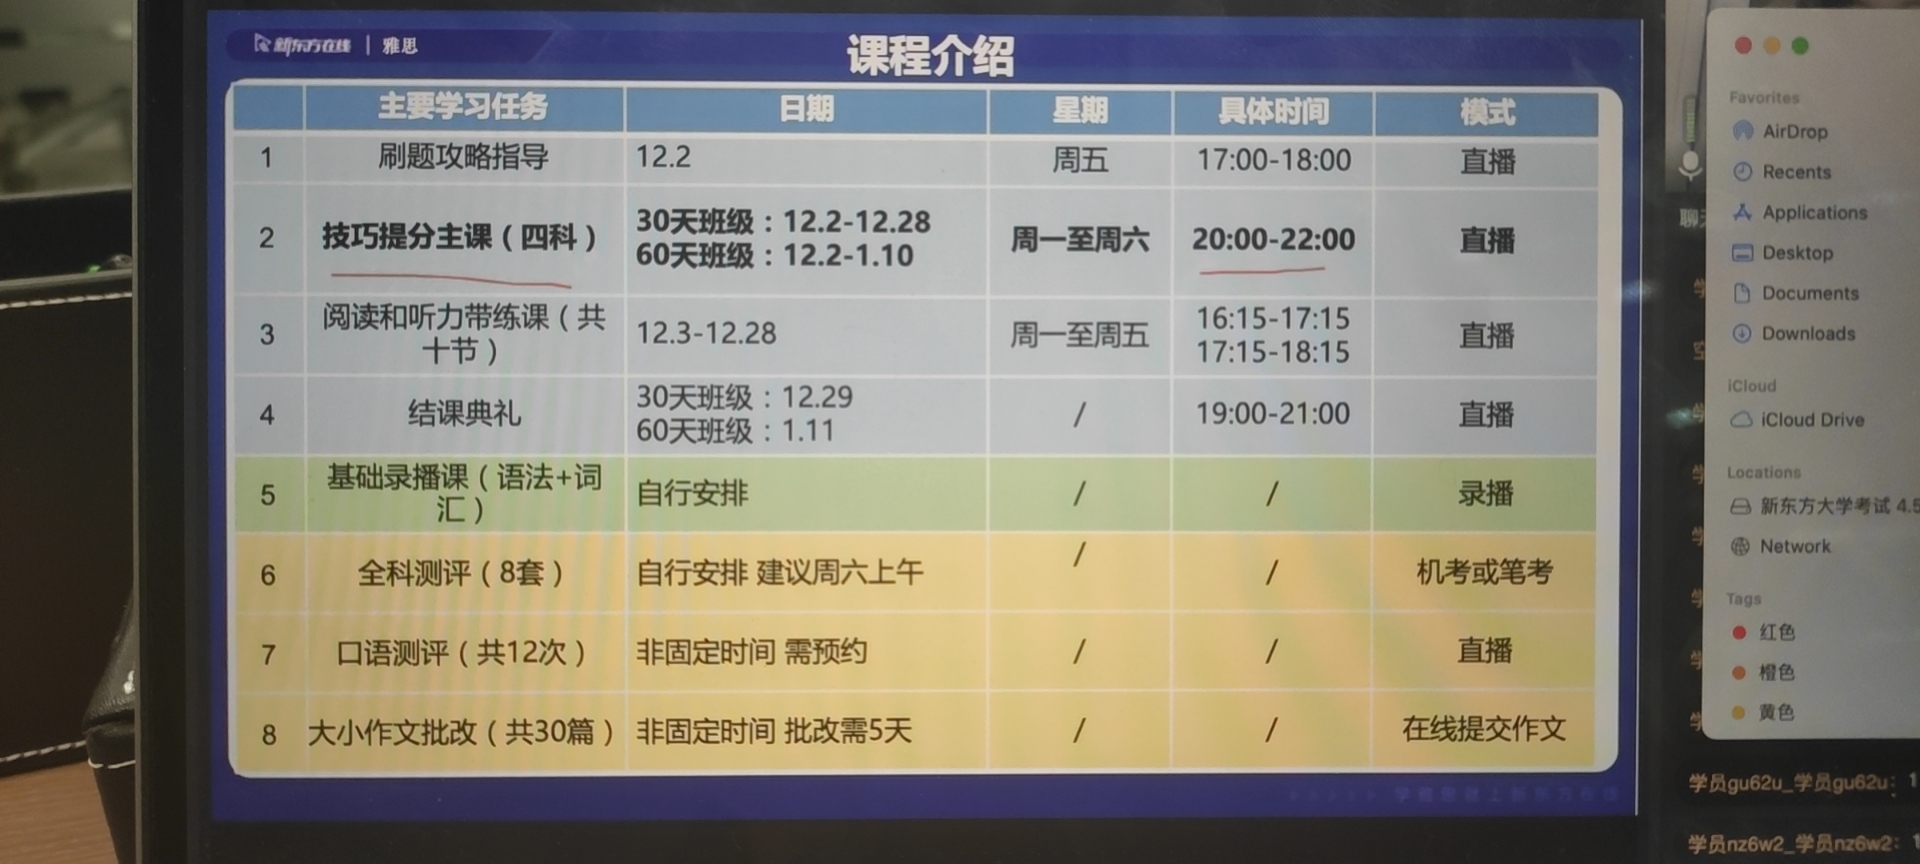 新东方在线 | 雅思
课程介绍
主要学习任务 日期 星期 具体时间 模式
1 刷题攻略指导 12.2 周五 17:00-18:00 直播
2 技巧提分主课（四科） 30天班级：12.2-12.28 周一至周六 20:00-22:00 直播
60天班级：12.2-1.10
3 阅读和听力带练课（共 12.3-12.28 周一至周五 16:15-17:15 直播
十节） 17:15-18:15
4 结课典礼 30天班级：12.29 / 19:00-21:00 直播
60天班级：1.11
5 基础录播课（语法+词 自行安排 / / 录播
汇）
6 全科测评（8套） 自行安排 建议周六上午 / / 机考或笔考
7 口语测评（共12次） 非固定时间 需预约 / / 直播
8 大小作文批改（共30篇） 非固定时间 批改需5天 / / 在线提交作文
Favorites
AirDrop
Recents
Applications
Desktop
Documents
Downloads
iCloud
iCloud Drive
Locations
新东方大学考试 4.5
Network
Tags
红色
橙色
黄色
学员gu62u_学员gu62u: 1
学员nz6w2_学员nz6w2: 1